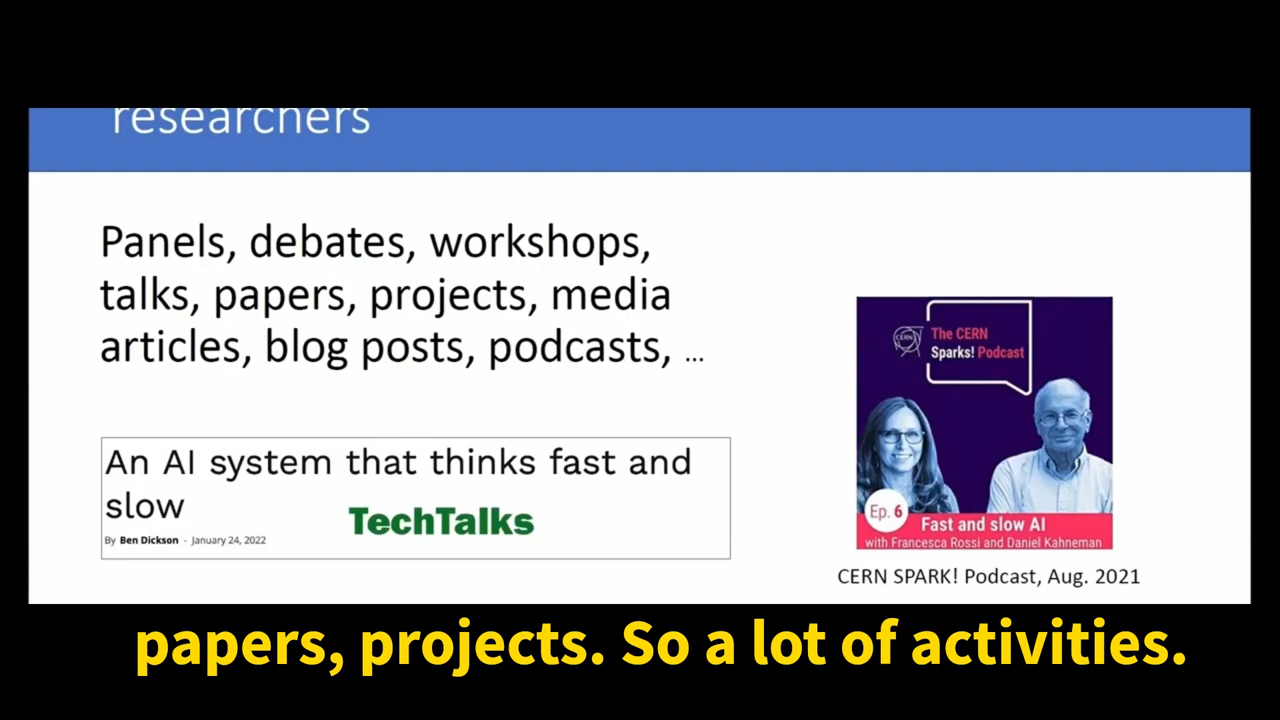 researchers
Panels, debates, workshops,
talks, papers, projects, media
articles, blog posts, podcasts, ...
An AI system that thinks fast and
slow
TechTalks
By Ben Dickson - January 24, 2022
CERN
The CERN
Sparks! Podcast
Ep. 6
Fast and slow AI
with Francesca Rossi and Daniel Kahneman
CERN SPARK! Podcast, Aug. 2021
papers, projects. So a lot of activities.